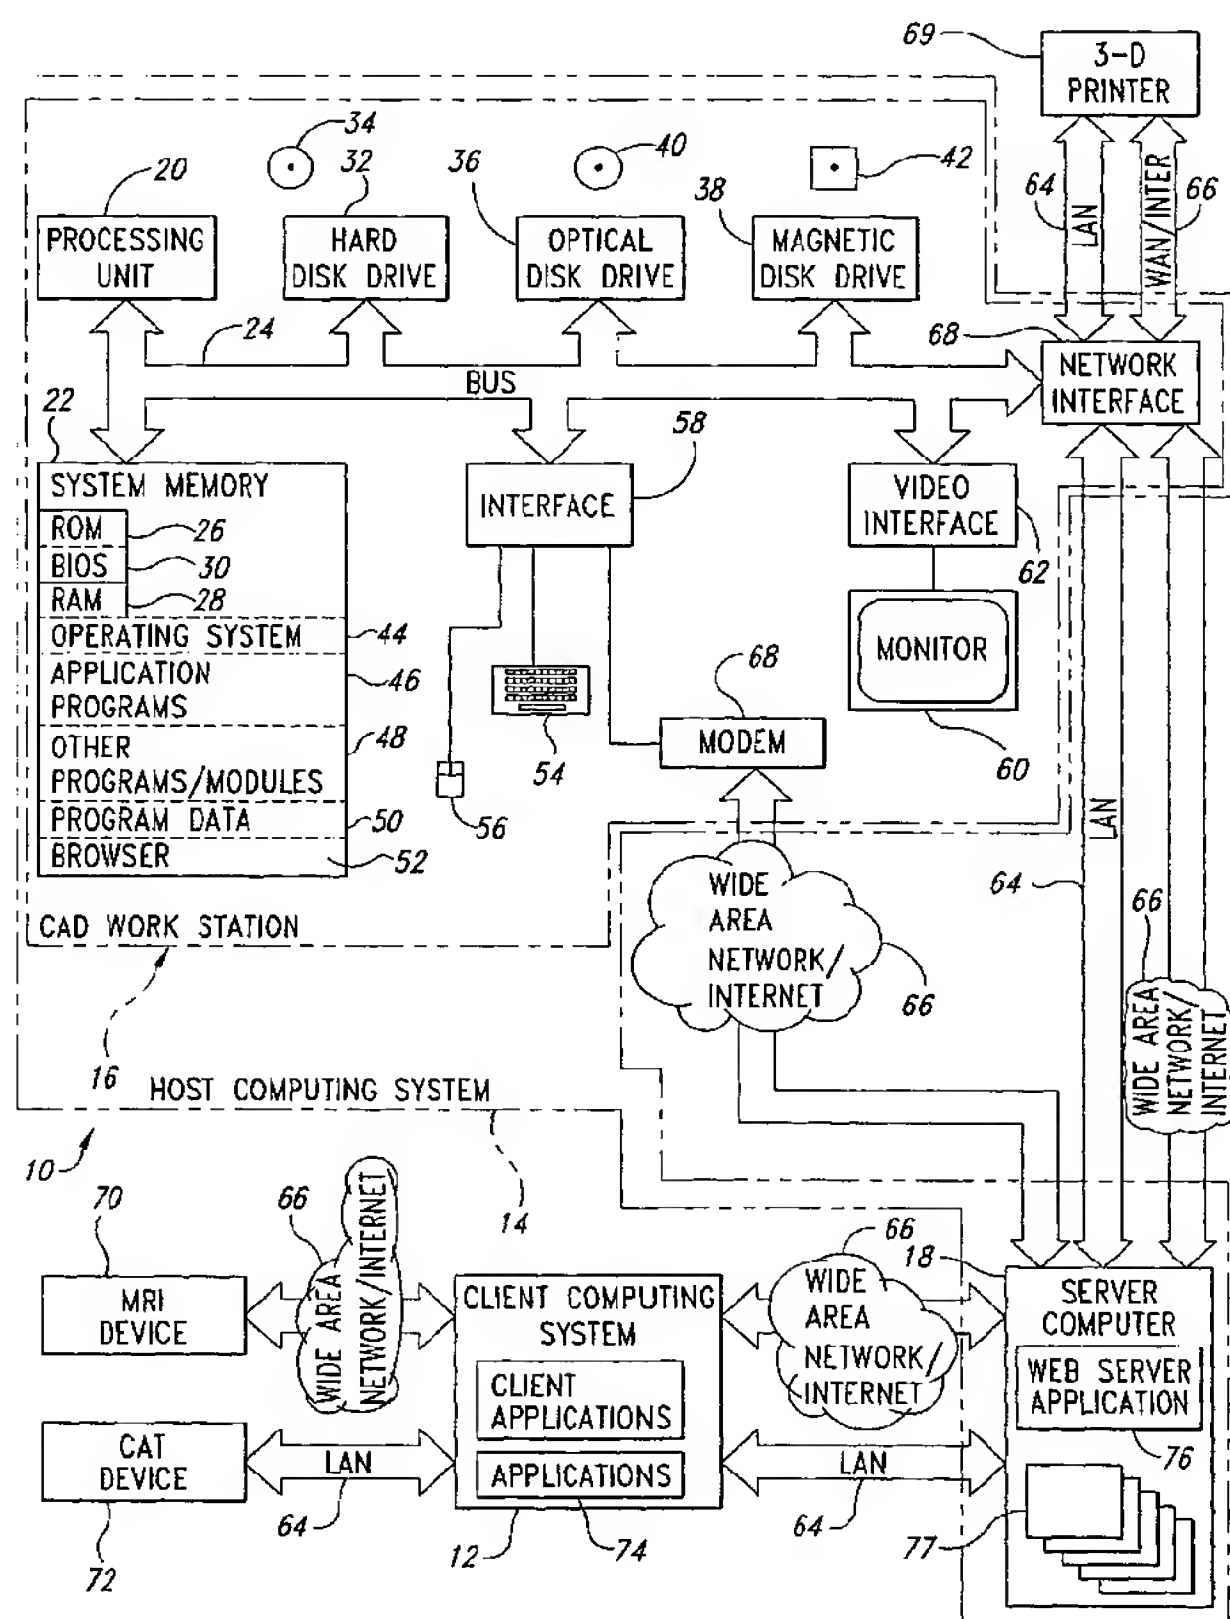 69
3-D
PRINTER
34
40
42
20
32
36
38
64
LAN
WAN/INTER
66
PROCESSING
UNIT
HARD
DISK DRIVE
OPTICAL
DISK DRIVE
MAGNETIC
DISK DRIVE
24
BUS
68
NETWORK
INTERFACE
22
58
SYSTEM MEMORY
ROM
26
BIOS
30
RAM
28
OPERATING SYSTEM
44
APPLICATION
PROGRAMS
46
OTHER
PROGRAMS/MODULES
48
PROGRAM DATA
50
BROWSER
52
INTERFACE
VIDEO
INTERFACE
62
MONITOR
60
54
56
68
MODEM
LAN
64
66
WIDE AREA
NETWORK/
INTERNET
WIDE
AREA
NETWORK/
INTERNET
66
CAD WORK STATION
16
HOST COMPUTING SYSTEM
14
10
70
MRI
DEVICE
66
WIDE AREA
NETWORK/INTERNET
CLIENT COMPUTING
SYSTEM
CLIENT
APPLICATIONS
APPLICATIONS
66
WIDE
AREA
NETWORK/
INTERNET
18
SERVER
COMPUTER
WEB SERVER
APPLICATION
76
77
CAT
DEVICE
72
LAN
64
12
74
LAN
64